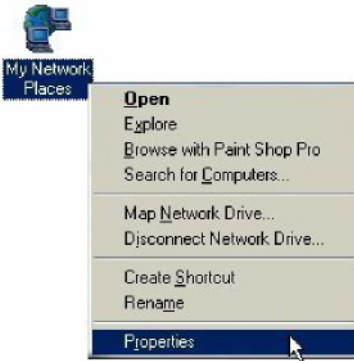 My Network
Places
Open
Explore
Browse with Paint Shop Pro
Search for Computers...
Map Network Drive...
Disconnect Network Drive...
Create Shortcut
Rename
Properties